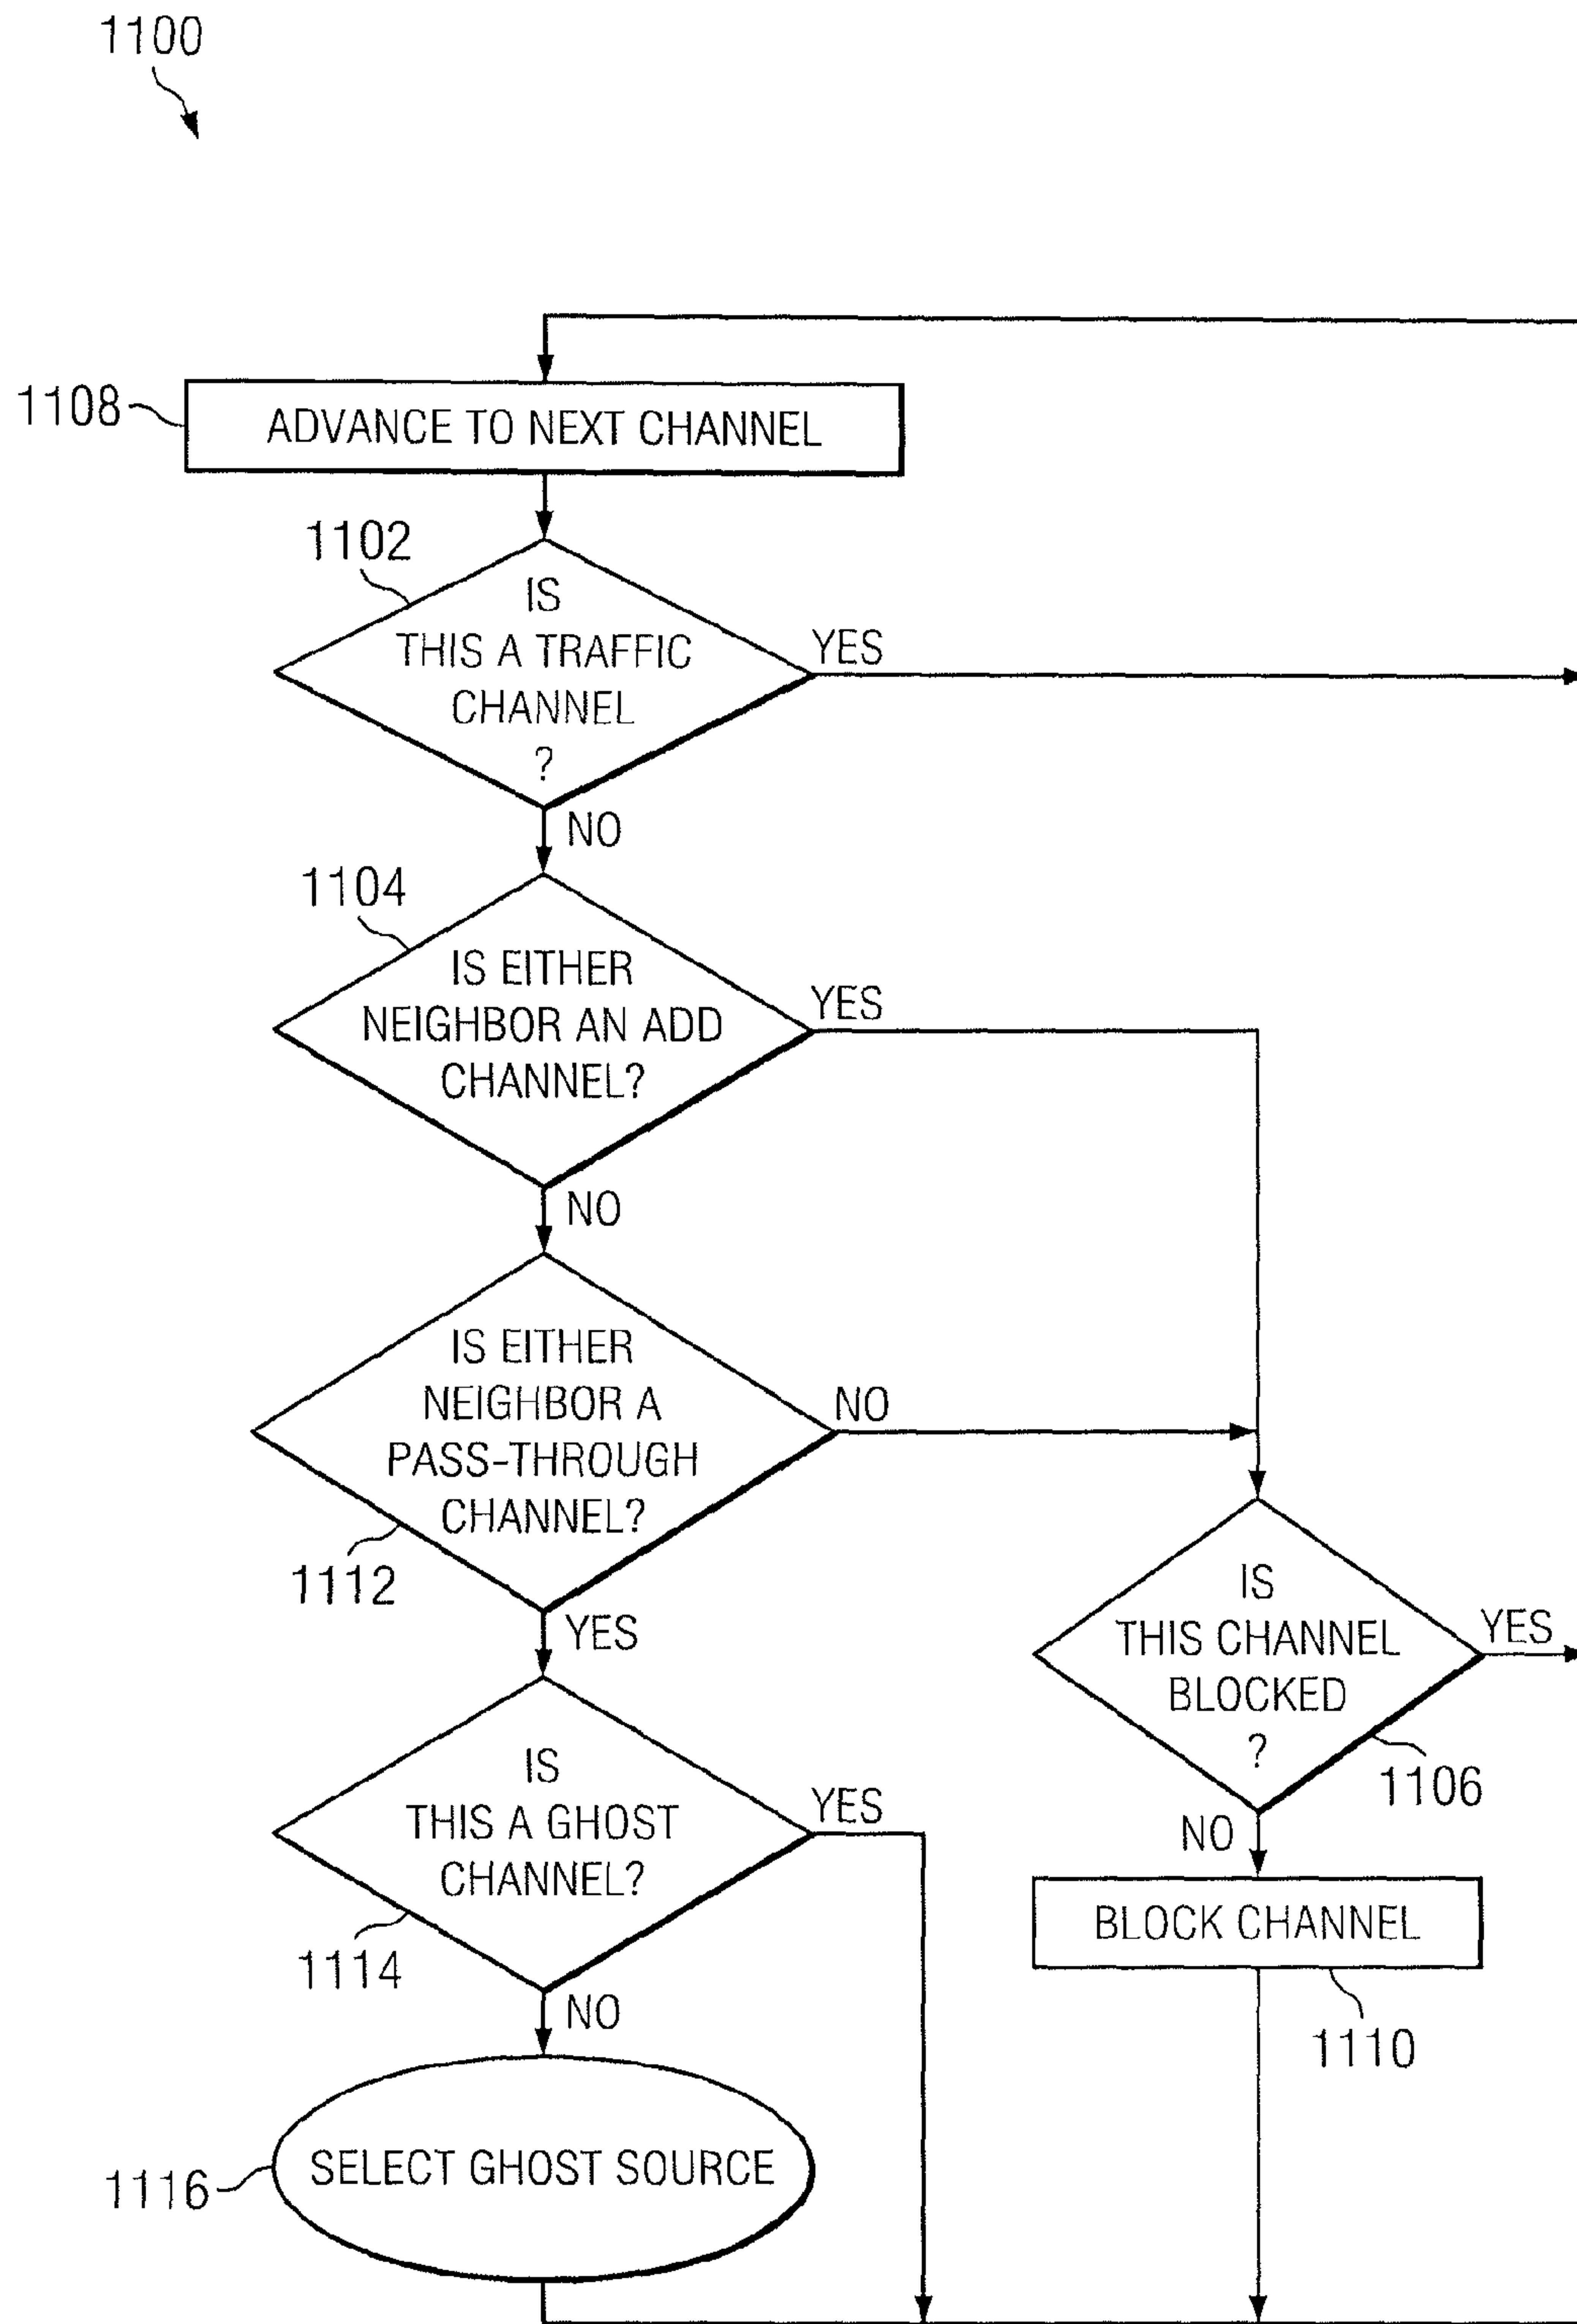 1100
1108
ADVANCE TO NEXT CHANNEL
1102
IS
THIS A TRAFFIC
CHANNEL
?
YES
NO
1104
IS EITHER
NEIGHBOR AN ADD
CHANNEL?
YES
NO
IS EITHER
NEIGHBOR A
PASS-THROUGH
CHANNEL?
NO
1112
YES
IS
THIS CHANNEL
BLOCKED
?
YES
1106
NO
IS
THIS A GHOST
CHANNEL?
YES
1114
NO
BLOCK CHANNEL
1110
SELECT GHOST SOURCE
1116